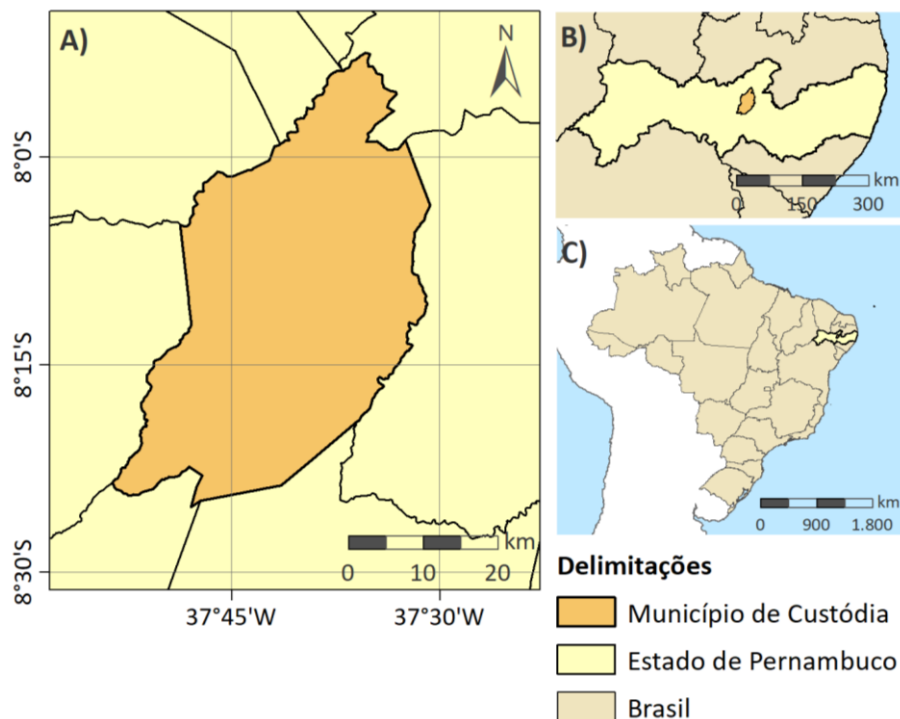 A)
N
8°0'S
8°15'S
8°30'S
km
0 10 20
37°45'W 37°30'W
B)
km
0 150 300
C)
km
0 900 1.800
Delimitações
Município de Custódia
Estado de Pernambuco
Brasil